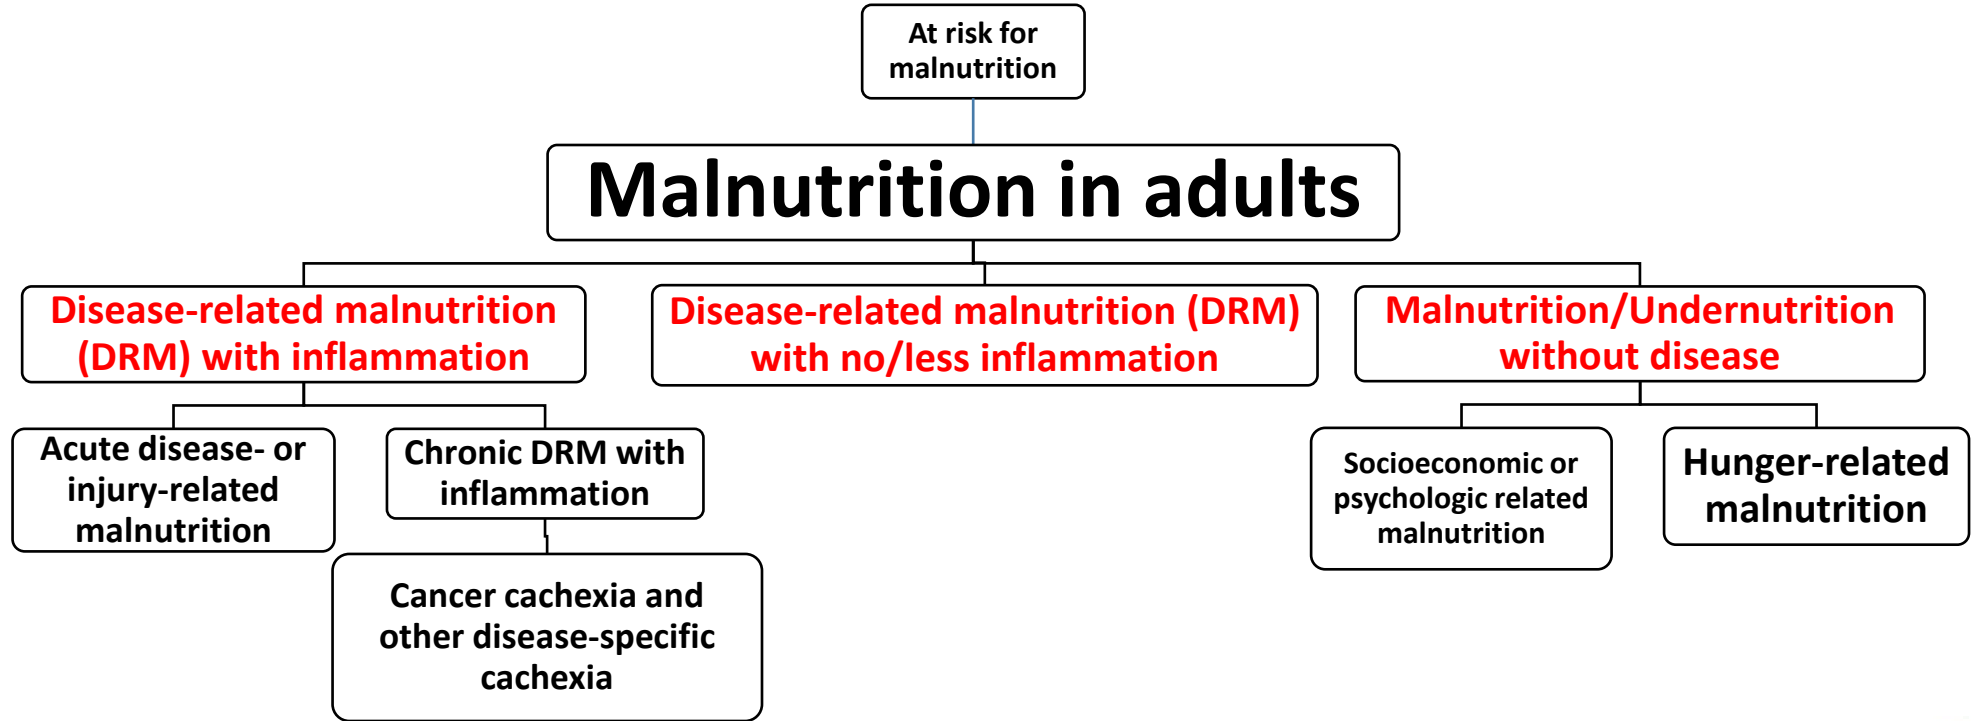 At risk for
malnutrition
Malnutrition in adults
Disease-related malnutrition
(DRM) with inflammation
Disease-related malnutrition (DRM)
with no/less inflammation
Malnutrition/Undernutrition
without disease
Acute disease- or
injury-related
malnutrition
Chronic DRM with
inflammation
Socioeconomic or
psychologic related
malnutrition
Hunger-related
malnutrition
Cancer cachexia and
other disease-specific
cachexia